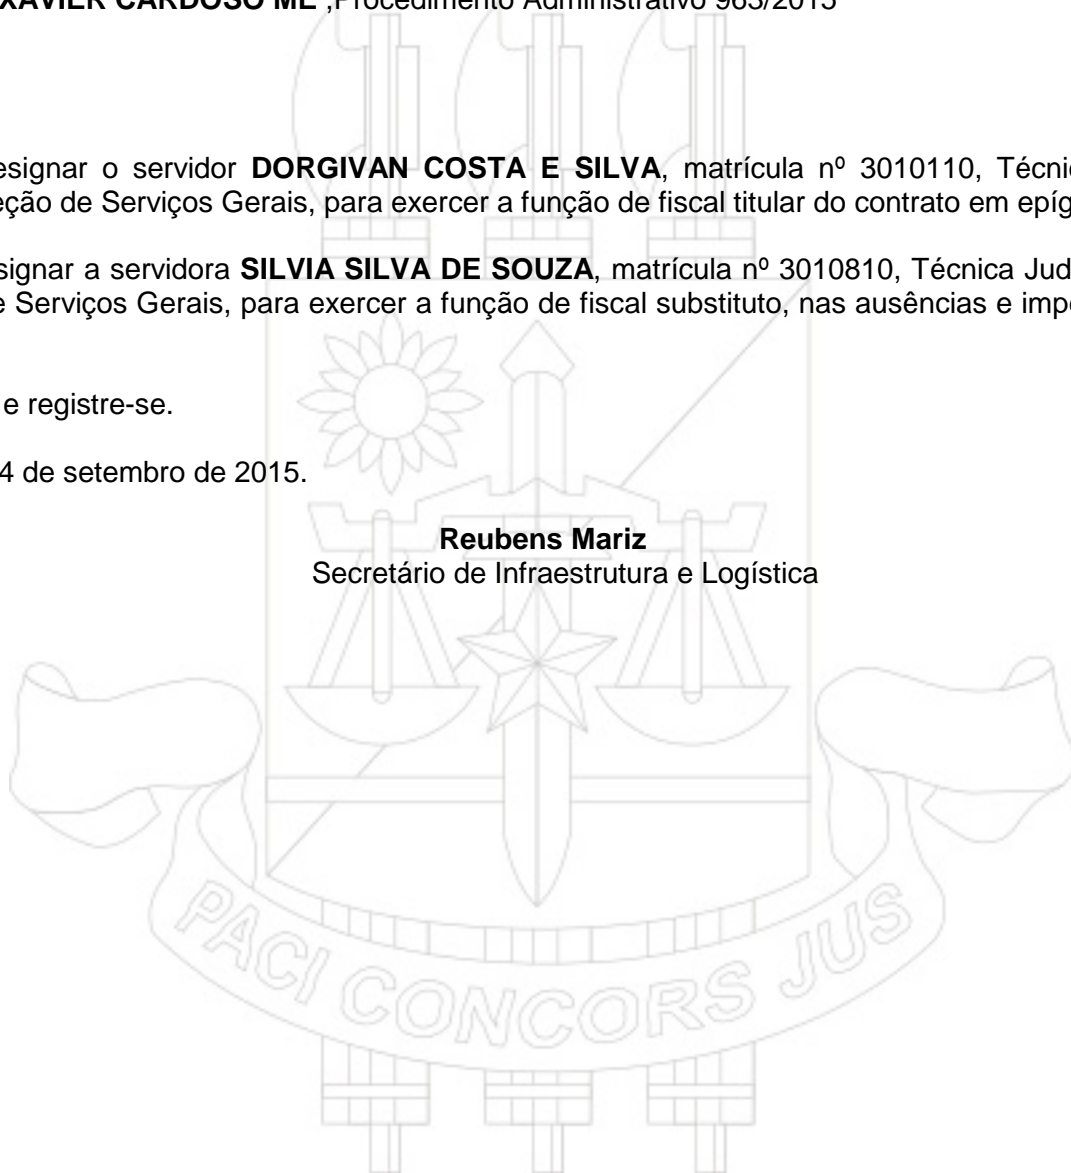 XAVIER CARDOSO ME ,Procedimento Administrativo 963/2015
esignar o servidor DORGIVAN COSTA E SILVA, matrícula nº 3010110, Técni
eção de Serviços Gerais, para exercer a função de fiscal titular do contrato em epíg
signar a servidora SILVIA SILVA DE SOUZA, matrícula nº 3010810, Técnica Jud
e Serviços Gerais, para exercer a função de fiscal substituto, nas ausências e imp
e registre-se.
4 de setembro de 2015.
Reubens Mariz
Secretário de Infraestrutura e Logística
PACI CONCORS JUS